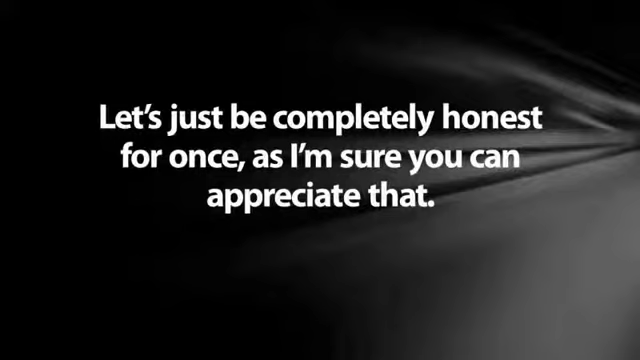 Let's just be completely honest
for once, as I'm sure you can
appreciate that.